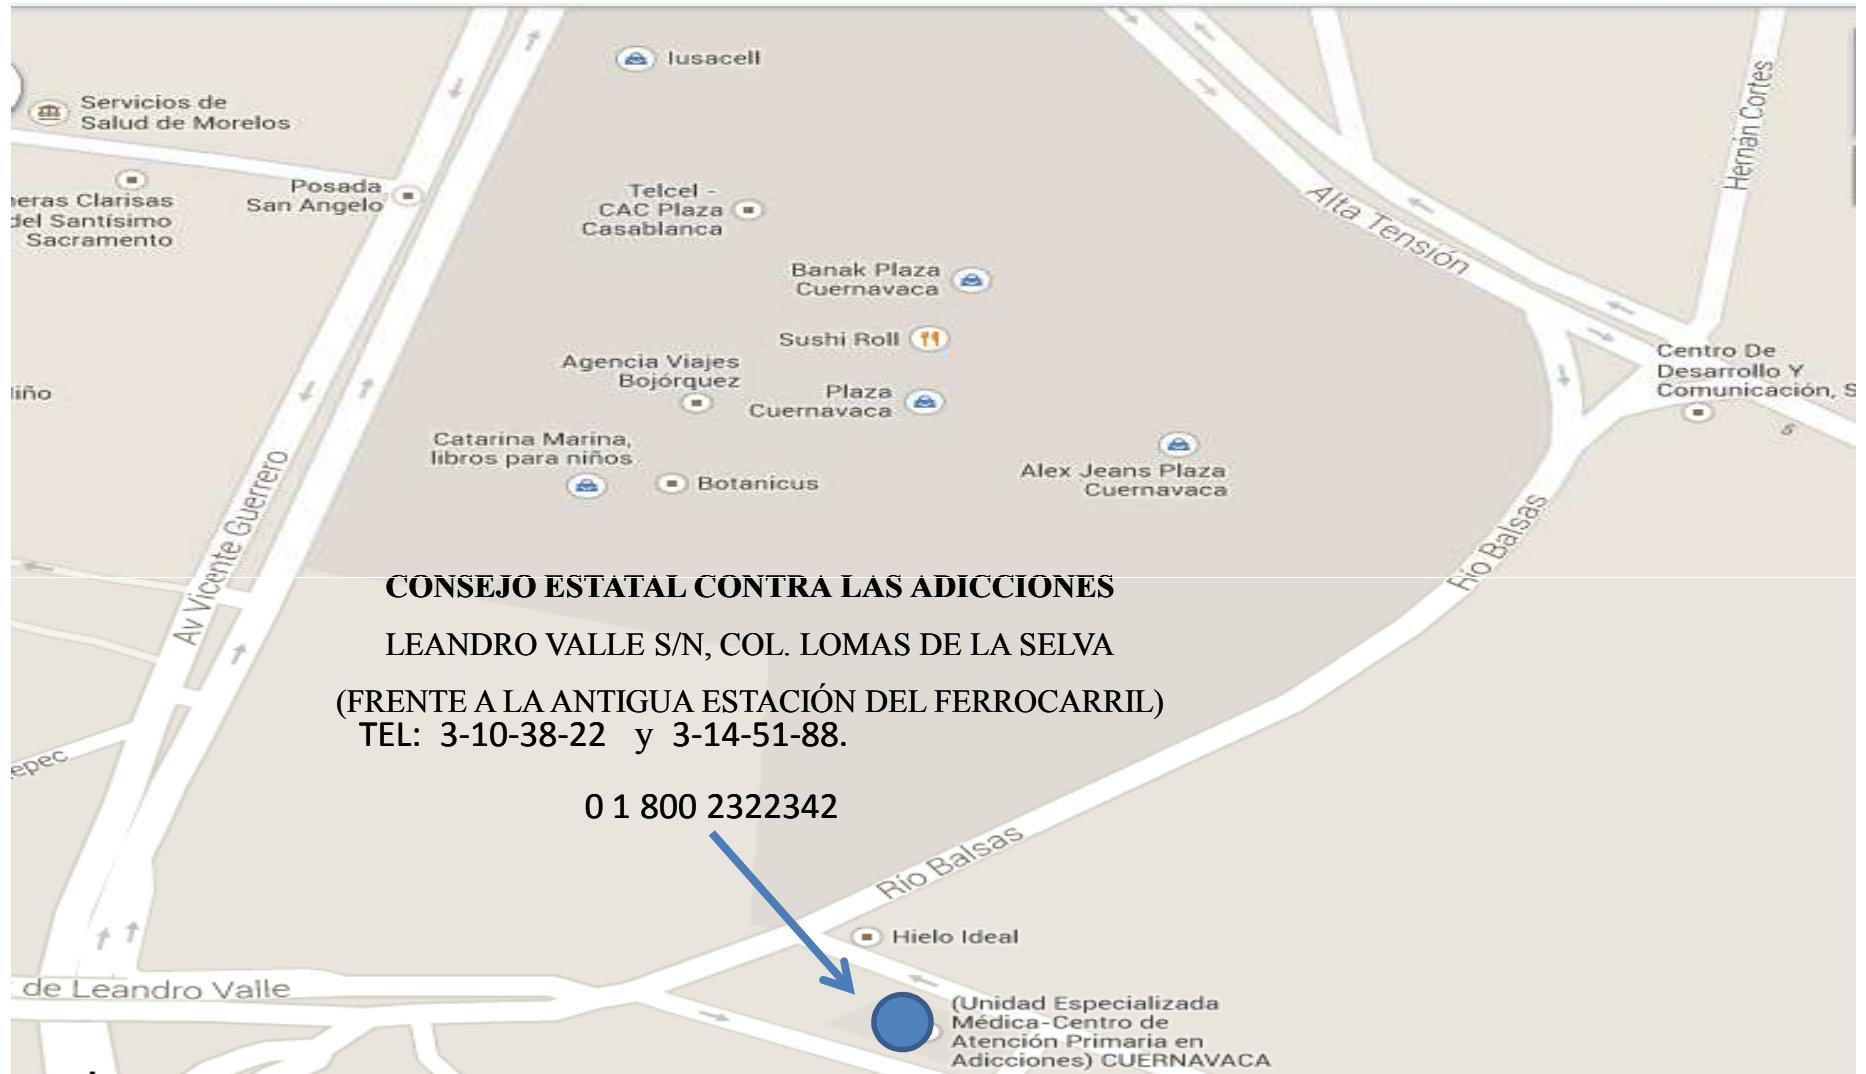 Iusacell
Servicios de
Salud de Morelos
Hernán Cortes
Posada
San Angelo
eras Clarisas
del Santísimo
Sacramento
Telcel -
CAC Plaza
Casablanca
Alta Tensión
Banak Plaza
Cuernavaca
Sushi Roll
Agencia Viajes
Bojórquez
Centro De
Desarrollo Y
Comunicación, S
iño
Plaza
Cuernavaca
Catarina Marina,
libros para niños
Botanicus
Alex Jeans Plaza
Cuernavaca
Av Vicente Guerrero
Río Balsas
CONSEJO ESTATAL CONTRA LAS ADICCIONES
LEANDRO VALLE S/N, COL. LOMAS DE LA SELVA
(FRENTE A LA ANTIGUA ESTACIÓN DEL FERROCARRIL)
TEL: 3-10-38-22 y 3-14-51-88.
epec
0 1 800 2322342
Río Balsas
Hielo Ideal
de Leandro Valle
(Unidad Especializada
Médica-Centro de
Atención Primaria en
Adicciones) CUERNAVACA